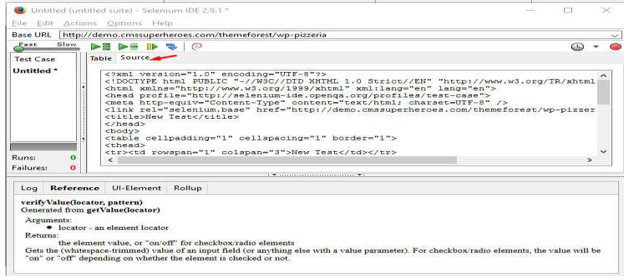 Untitled (untitled suite) - Selenium IDE 2.9.1 *
File Edit Actions Options Help
Base URL http://demo.cmssuperheroes.com/themeforest/wp-pizzeria
Fast Slow
Test Case
Untitled *
Table Source
<?xml version="1.0" encoding="UTF-8"?>
<!DOCTYPE html PUBLIC "-//W3C//DTD XHTML 1.0 Strict//EN" "http://www.w3.org/TR/xhtml
<html xmlns="http://www.w3.org/1999/xhtml" xml:lang="en" lang="en">
<head profile="http://selenium-ide.openqa.org/profiles/test-case">
<meta http-equiv="Content-Type" content="text/html; charset=UTF-8" />
<link rel="selenium.base" href="http://demo.cmssuperheroes.com/themeforest/wp-pizzer
<title>New Test</title>
</head>
<body>
<table cellpadding="1" cellspacing="1" border="1">
<thead>
<tr><td rowspan="1" colspan="3">New Test</td></tr>
Runs: 0
Failures: 0
Log Reference UI-Element Rollup
verifyValue(locator, pattern)
Generated from getValue(locator)
Arguments:
• locator - an element locator
Returns:
the element value, or "on/off" for checkbox/radio elements
Gets the (whitespace-trimmed) value of an input field (or anything else with a value parameter). For checkbox/radio elements, the value will be
"on" or "off" depending on whether the element is checked or not.